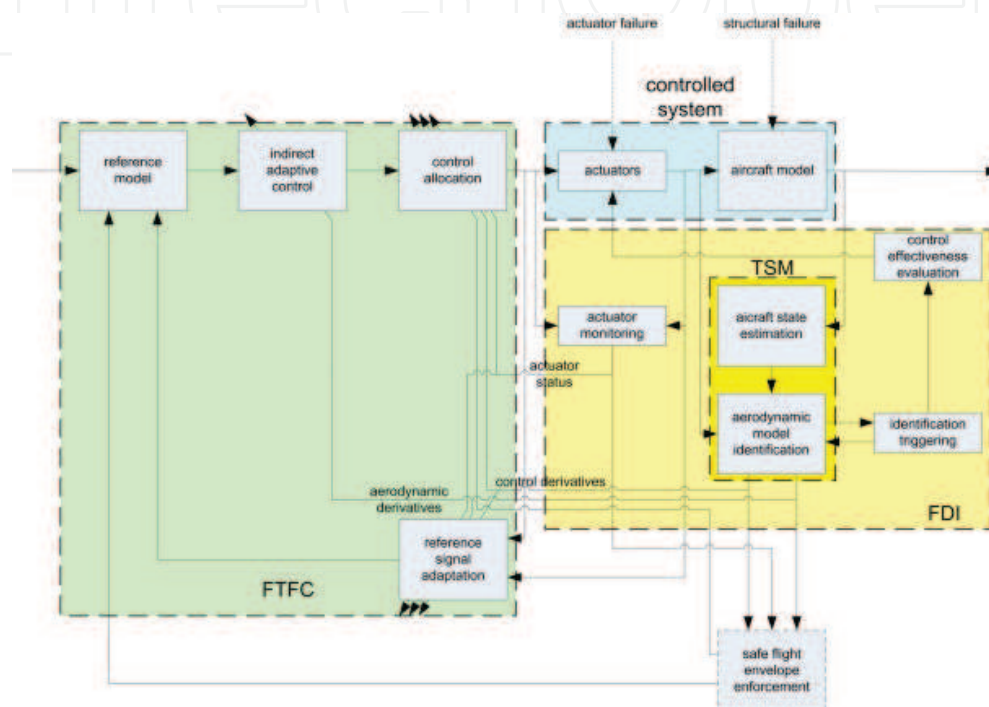 actuator failure
structural failure
controlled
system
reference
model
indirect
adaptive
control
control
allocation
actuators
aircraft model
control
effectiveness
evaluation
TSM
actuator
monitoring
aicraft state
estimation
actuator
status
aerodynamic
model
identification
identification
triggering
control derivatives
aerodynamic
derivatives
FDI
reference
signal
adaptation
FTFC
safe flight
envelope
enforcement